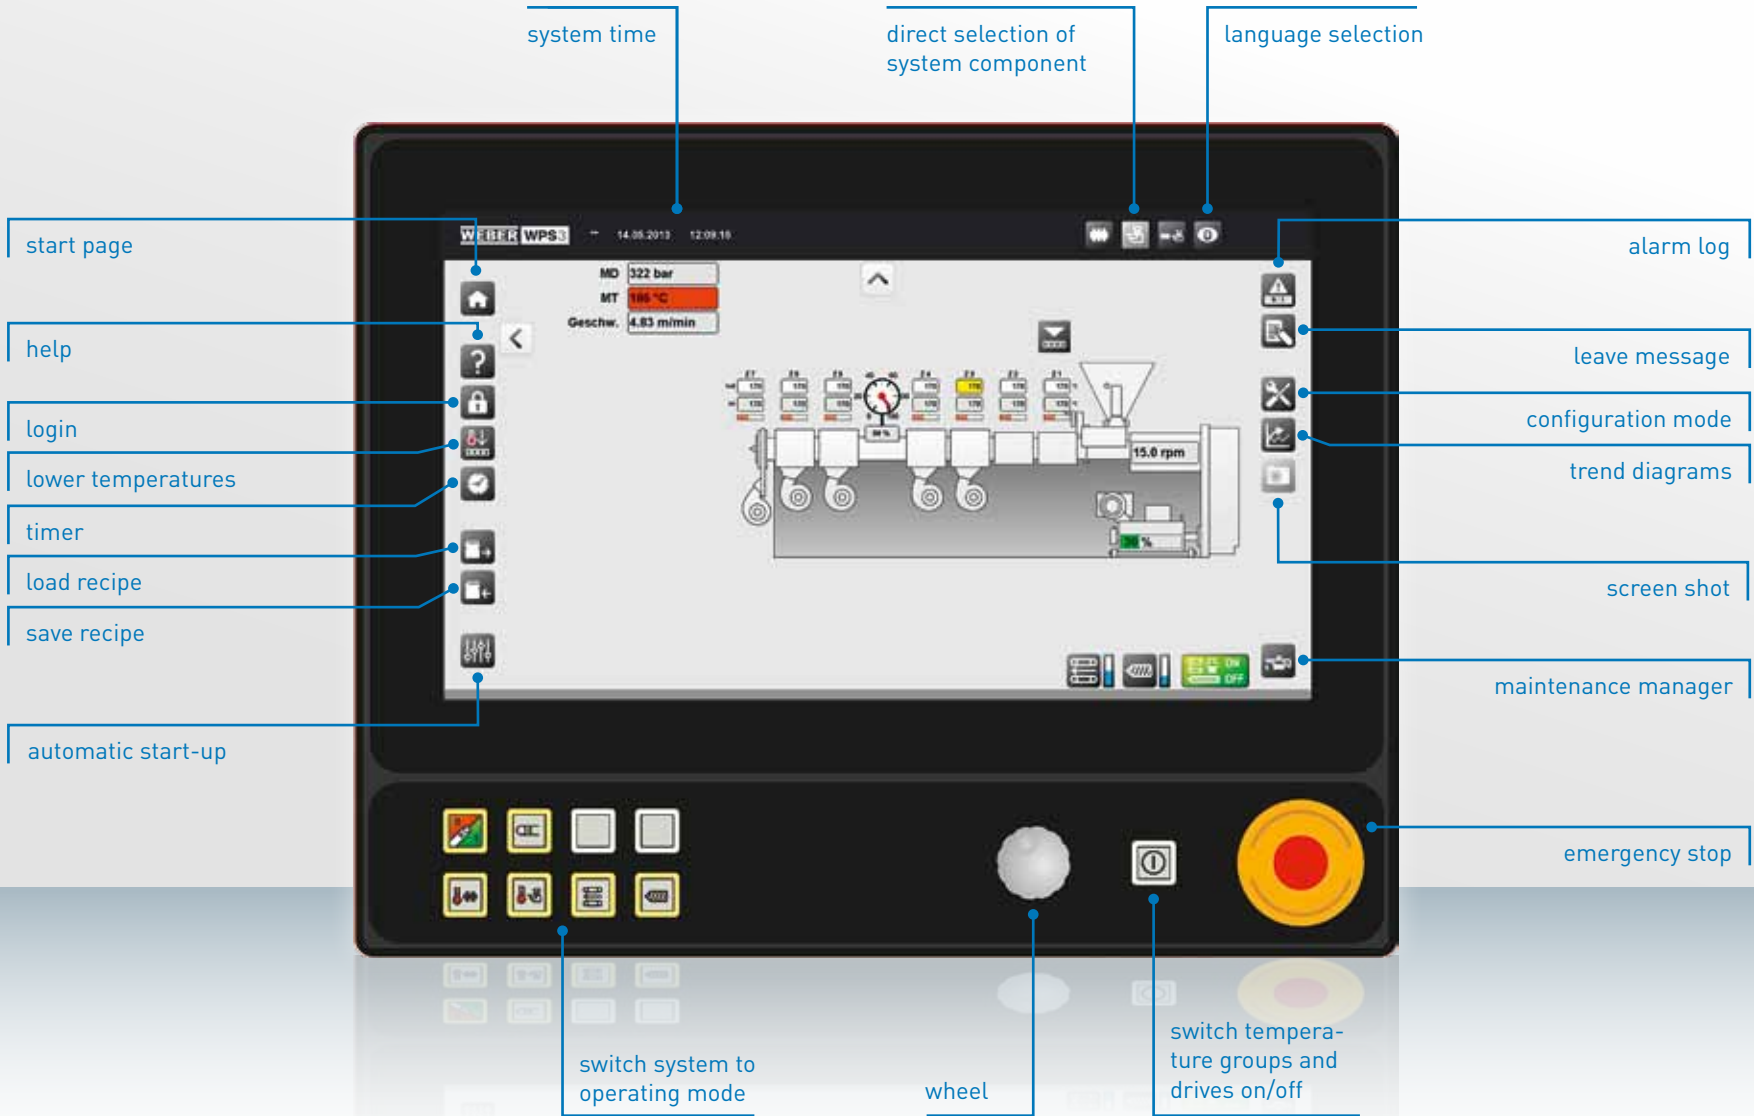 system time
direct selection of
system component
language selection
WEBER WPS3
14.05.2013 12:09:16
start page
help
login
lower temperatures
timer
load recipe
save recipe
automatic start-up
MD 322 bar
MT
Geschw. 4.83 m/min
15.0 rpm
%
ON
OFF
alarm log
leave message
configuration mode
trend diagrams
screen shot
maintenance manager
emergency stop
switch system to
operating mode
wheel
switch tempera-
ture groups and
drives on/off